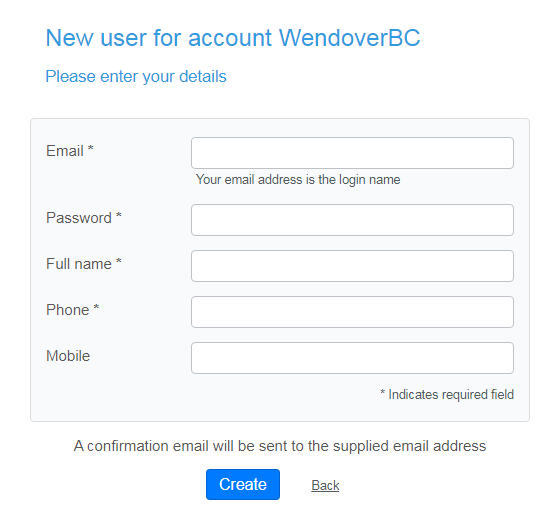 New user for account WendoverBC
Please enter your details
Email *
Your email address is the login name
Password *
Full name *
Phone *
Mobile
* Indicates required field
A confirmation email will be sent to the supplied email address
Create Back